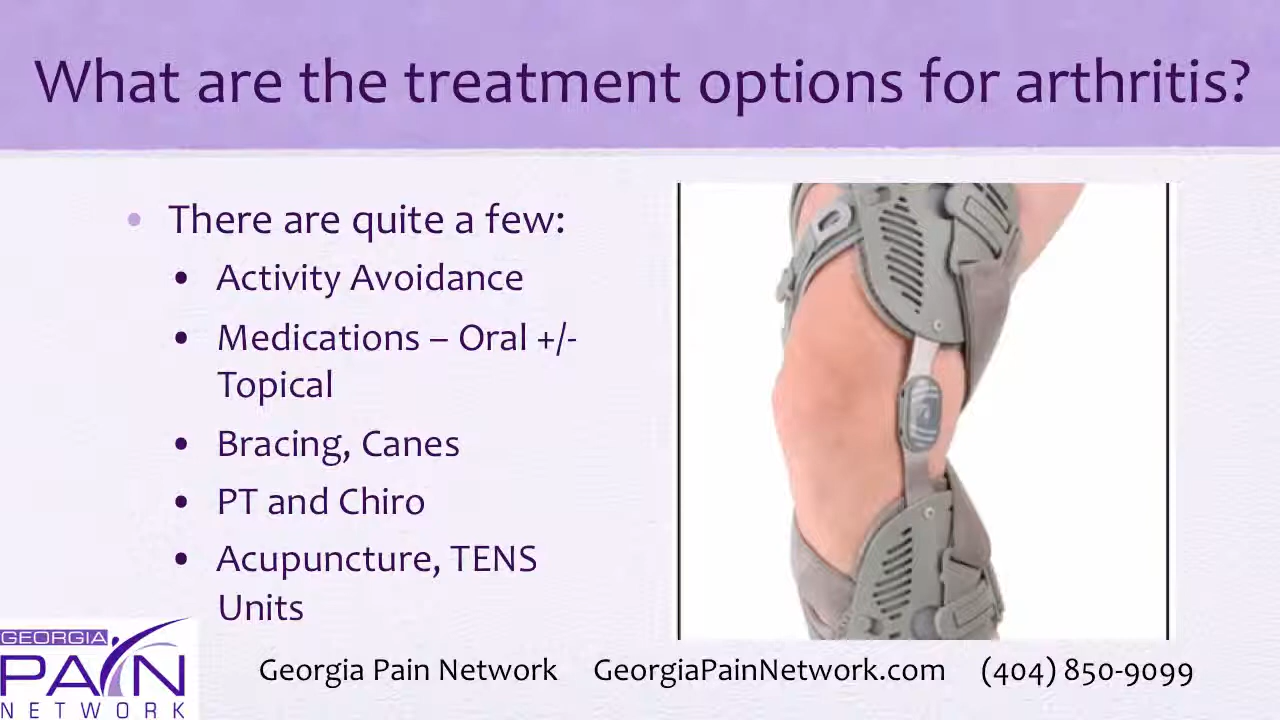 What are the treatment options for arthritis?
• There are quite a few:
• Activity Avoidance
• Medications – Oral +/-
Topical
• Bracing, Canes
• PT and Chiro
• Acupuncture, TENS
Units
GEORGIA
PAIN
NETWORK
Georgia Pain Network GeorgiaPainNetwork.com (404) 850-9099